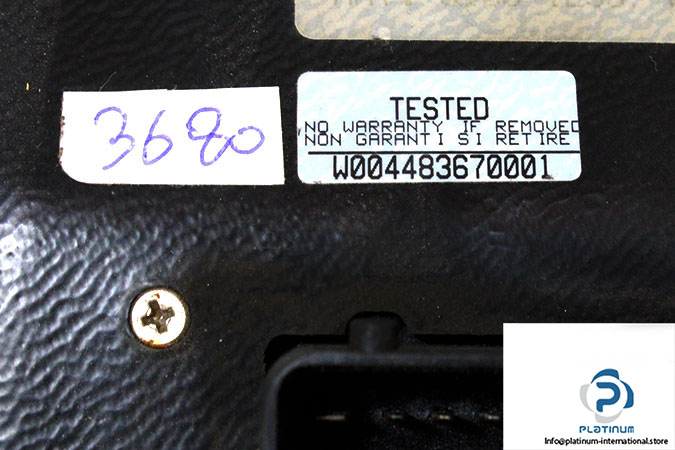 3680
TESTED
NO WARRANTY IF REMOVED
NON GARANTI SI RETIRE
W004483670001
PLATINUM
Info@platinum-international.store